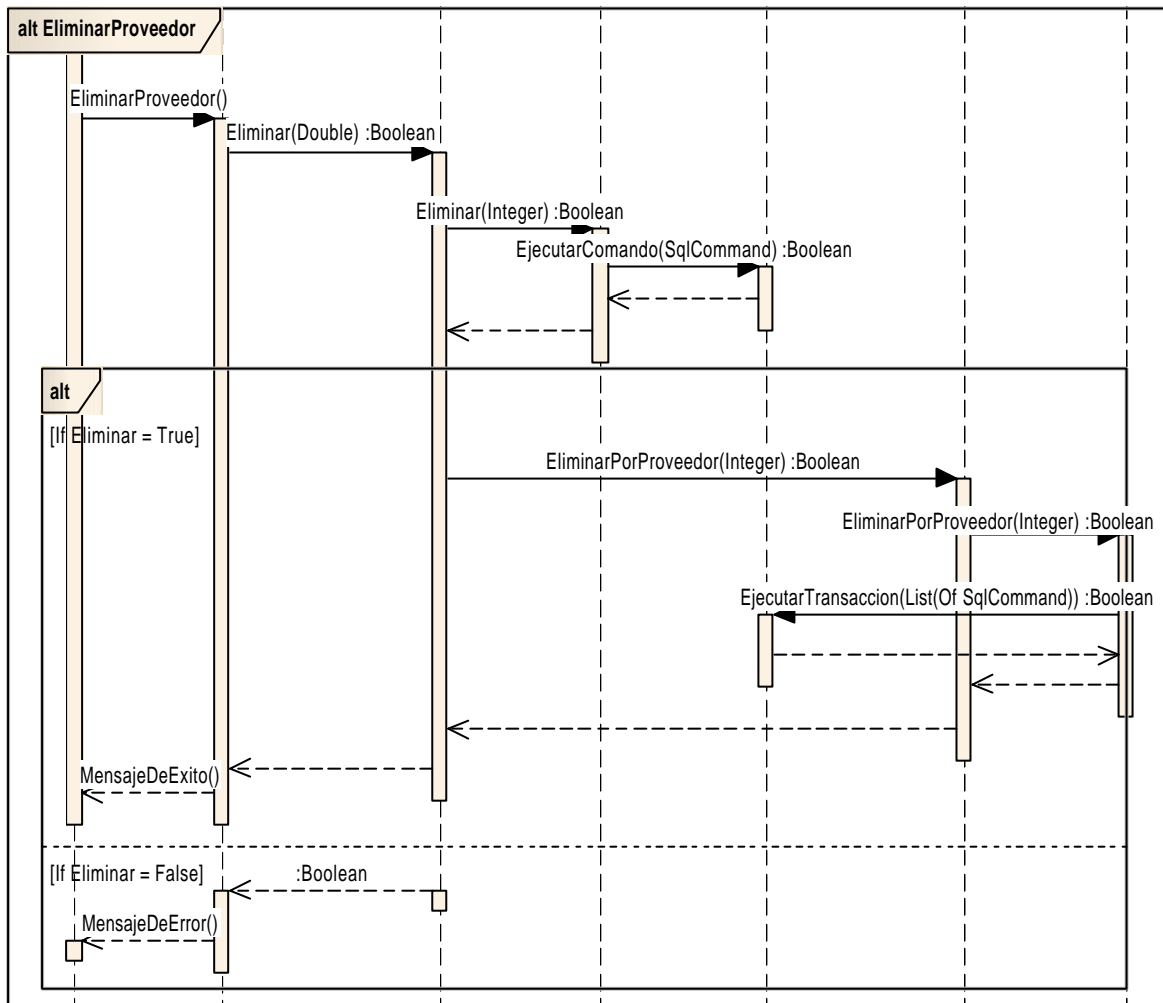 alt EliminarProveedor
EliminarProveedor()
Eliminar(Double) :Boolean
Eliminar(Integer) :Boolean
EjecutarComando(SqlCommand) :Boolean
alt
[If Eliminar = True]
EliminarPorProveedor(Integer) :Boolean
EliminarPorProveedor(Integer) :Boolean
EjecutarTransaccion(List(Of SqlCommand)) :Boolean
MensajeDeExito()
[If Eliminar = False]
:Boolean
MensajeDeError()